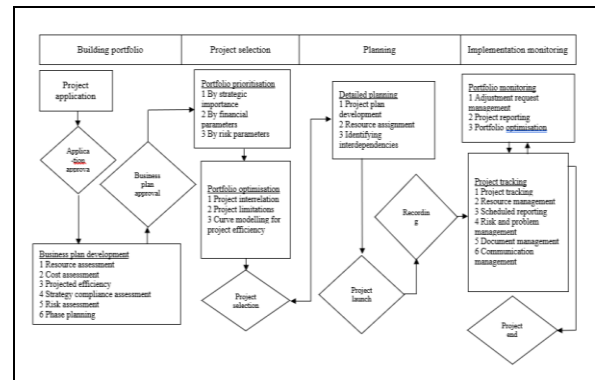 Building portfolio
Project selection
Planning
Implementation monitoring
Project
application
Applica
-tion
approva
Business plan development
1 Resource assessment
2 Cost assessment
3 Projected efficiency
4 Strategy compliance assessment
5 Risk assessment
6 Phase planning
Business
plan
approval
Portfolio prioritisation
1 By strategic
importance
2 By financial
parameters
3 By risk parameters
Portfolio optimisation
1 Project interrelation
2 Project limitations
3 Curve modelling for
project efficiency
Project
selection
Detailed planning
1 Project plan
development
2 Resource assignment
3 Identifying
interdependencies
Project
launch
Recordin
g
Portfolio monitoring
1 Adjustment request
management
2 Project reporting
3 Portfolio optimisation
Project tracking
1 Project tracking
2 Resource management
3 Scheduled reporting
4 Risk and problem
management
5 Document management
6 Communication
management
Project
end